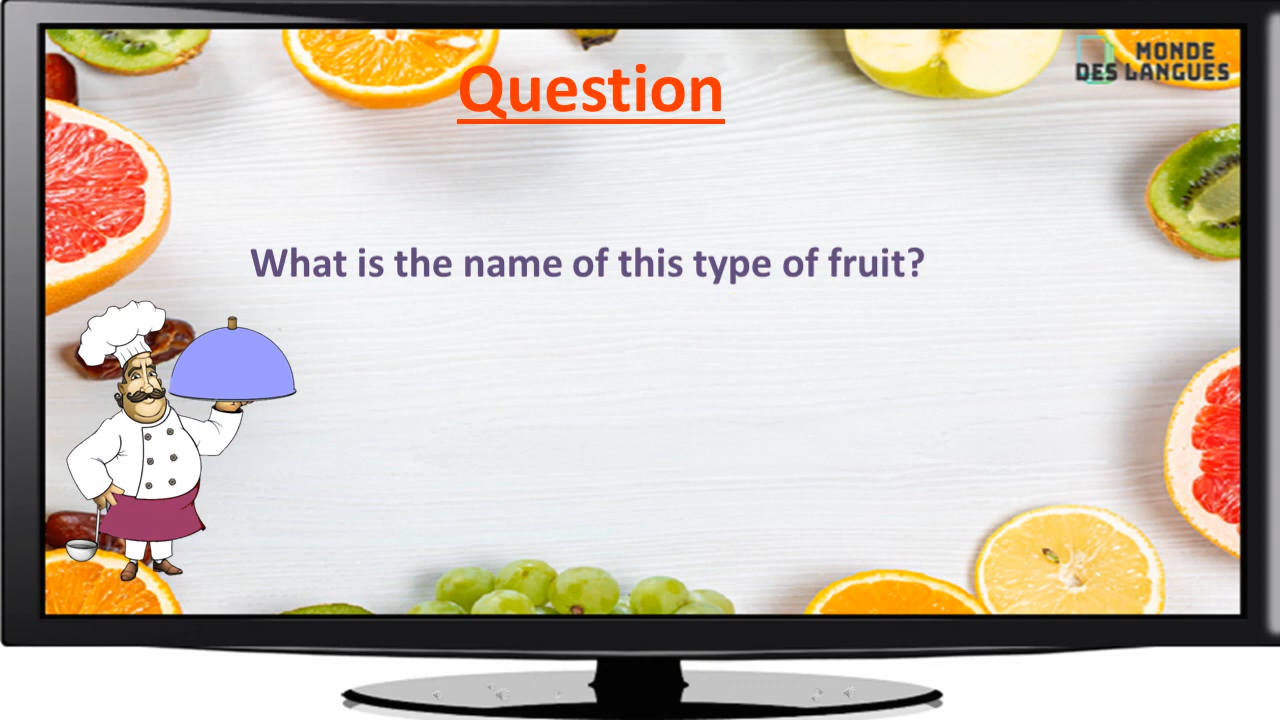 Question
MONDE
DES LANGUES
What is the name of this type of fruit?